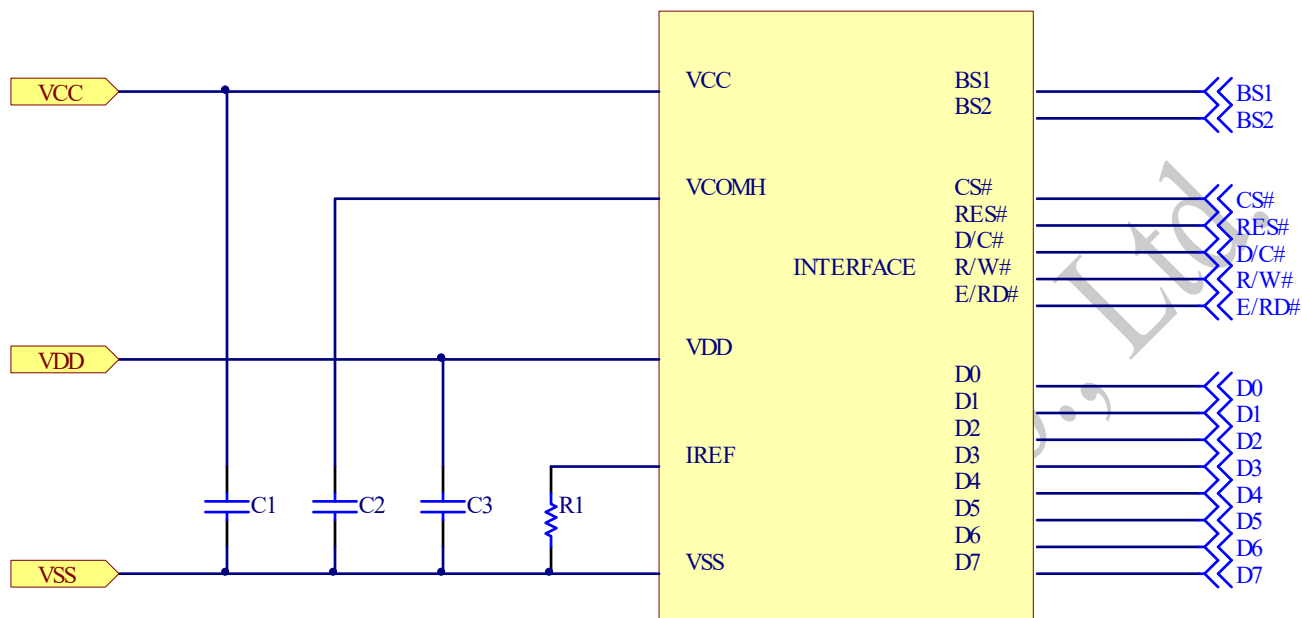 VCC
VCC
BS1
BS1
BS2
BS2
VCOMH
CS#
CS#
RES#
RES#
D/C#
D/C#
INTERFACE
R/W#
R/W#
E/RD#
E/RD#
VDD
VDD
D0
D0
D1
D1
D2
D2
IREF
D3
D3
D4
D4
C1
C2
C3
R1
D5
D5
D6
D6
VSS
VSS
D7
D7
., Ltd.